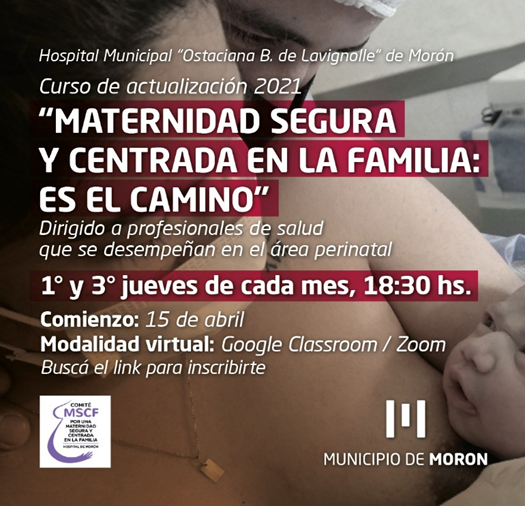 Hospital Municipal "Ostaciana B. de Lavignolle" de Morón
Curso de actualización 2021
"MATERNIDAD SEGURA
Y CENTRADA EN LA FAMILIA:
ES EL CAMINO"
Dirigido a profesionales de salud
que se desempeñan en el área perinatal
1° y 3° jueves de cada mes, 18:30 hs.
Comienzo: 15 de abril
Modalidad virtual: Google Classroom / Zoom
Buscá el link para inscribirte
COMITÉ
MSCF
POR UNA
MATERNIDAD
SEGURA Y
CENTRADA
EN LA FAMILIA
HOSPITAL DE MORÓN
MUNICIPIO DE MORON